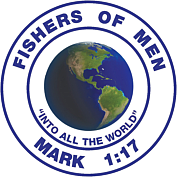 FISHERS OF MEN
"INTO ALL THE WORLD"
MARK 1:17